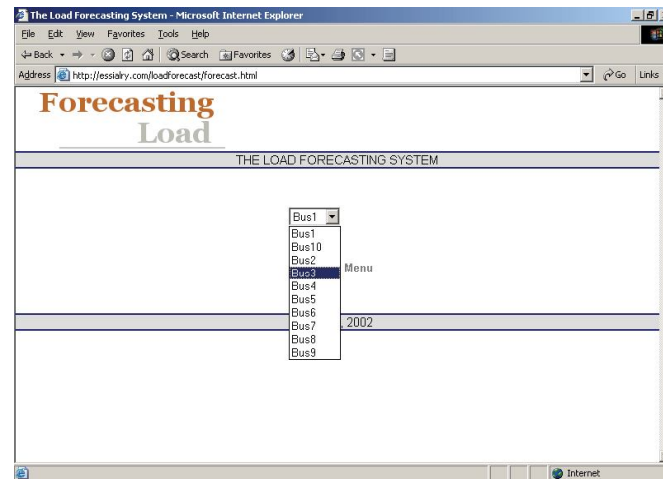 The Load Forecasting System - Microsoft Internet Explorer
File Edit View Favorites Tools Help
Back Search Favorites
Address http://essialry.com/loadforecast/forecast.html Go Links
Forecasting
Load
THE LOAD FORECASTING SYSTEM
Bus1
Bus1
Bus10
Bus2
Bus3
Menu
Bus4
Bus5
Bus6
Bus7
, 2002
Bus8
Bus9
Internet